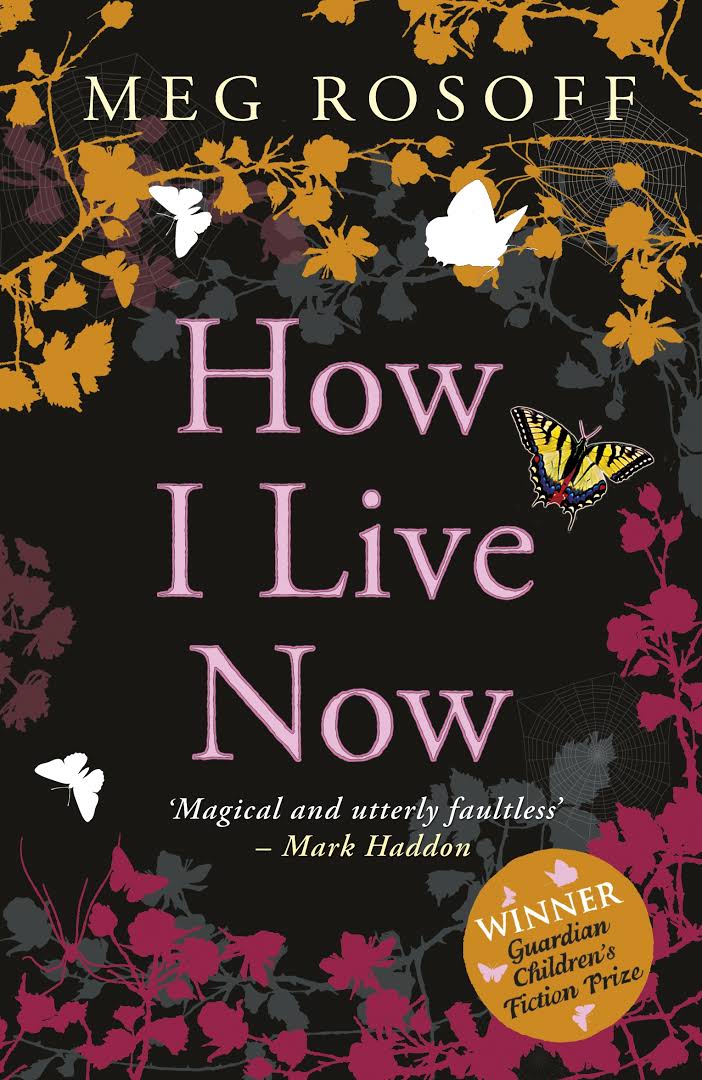 MEG ROSOFF
How
I Live
Now
‘Magical and utterly faultless’
– Mark Haddon
WINNER
Guardian
Children's
Fiction Prize